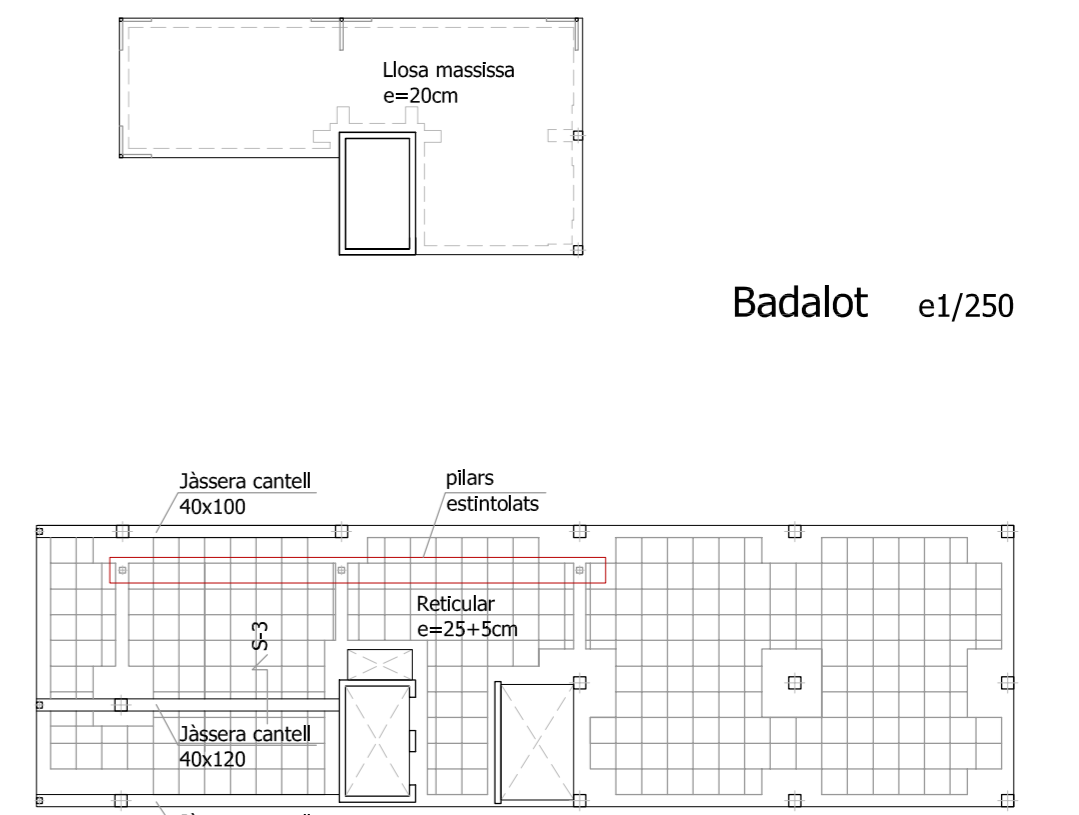 Llosa massissa
e=20cm
Badalot e1/250
Jàssera cantell
40x100
pilars
estintolats
Reticular
e=25+5cm
S-3
Jàssera cantell
40x120